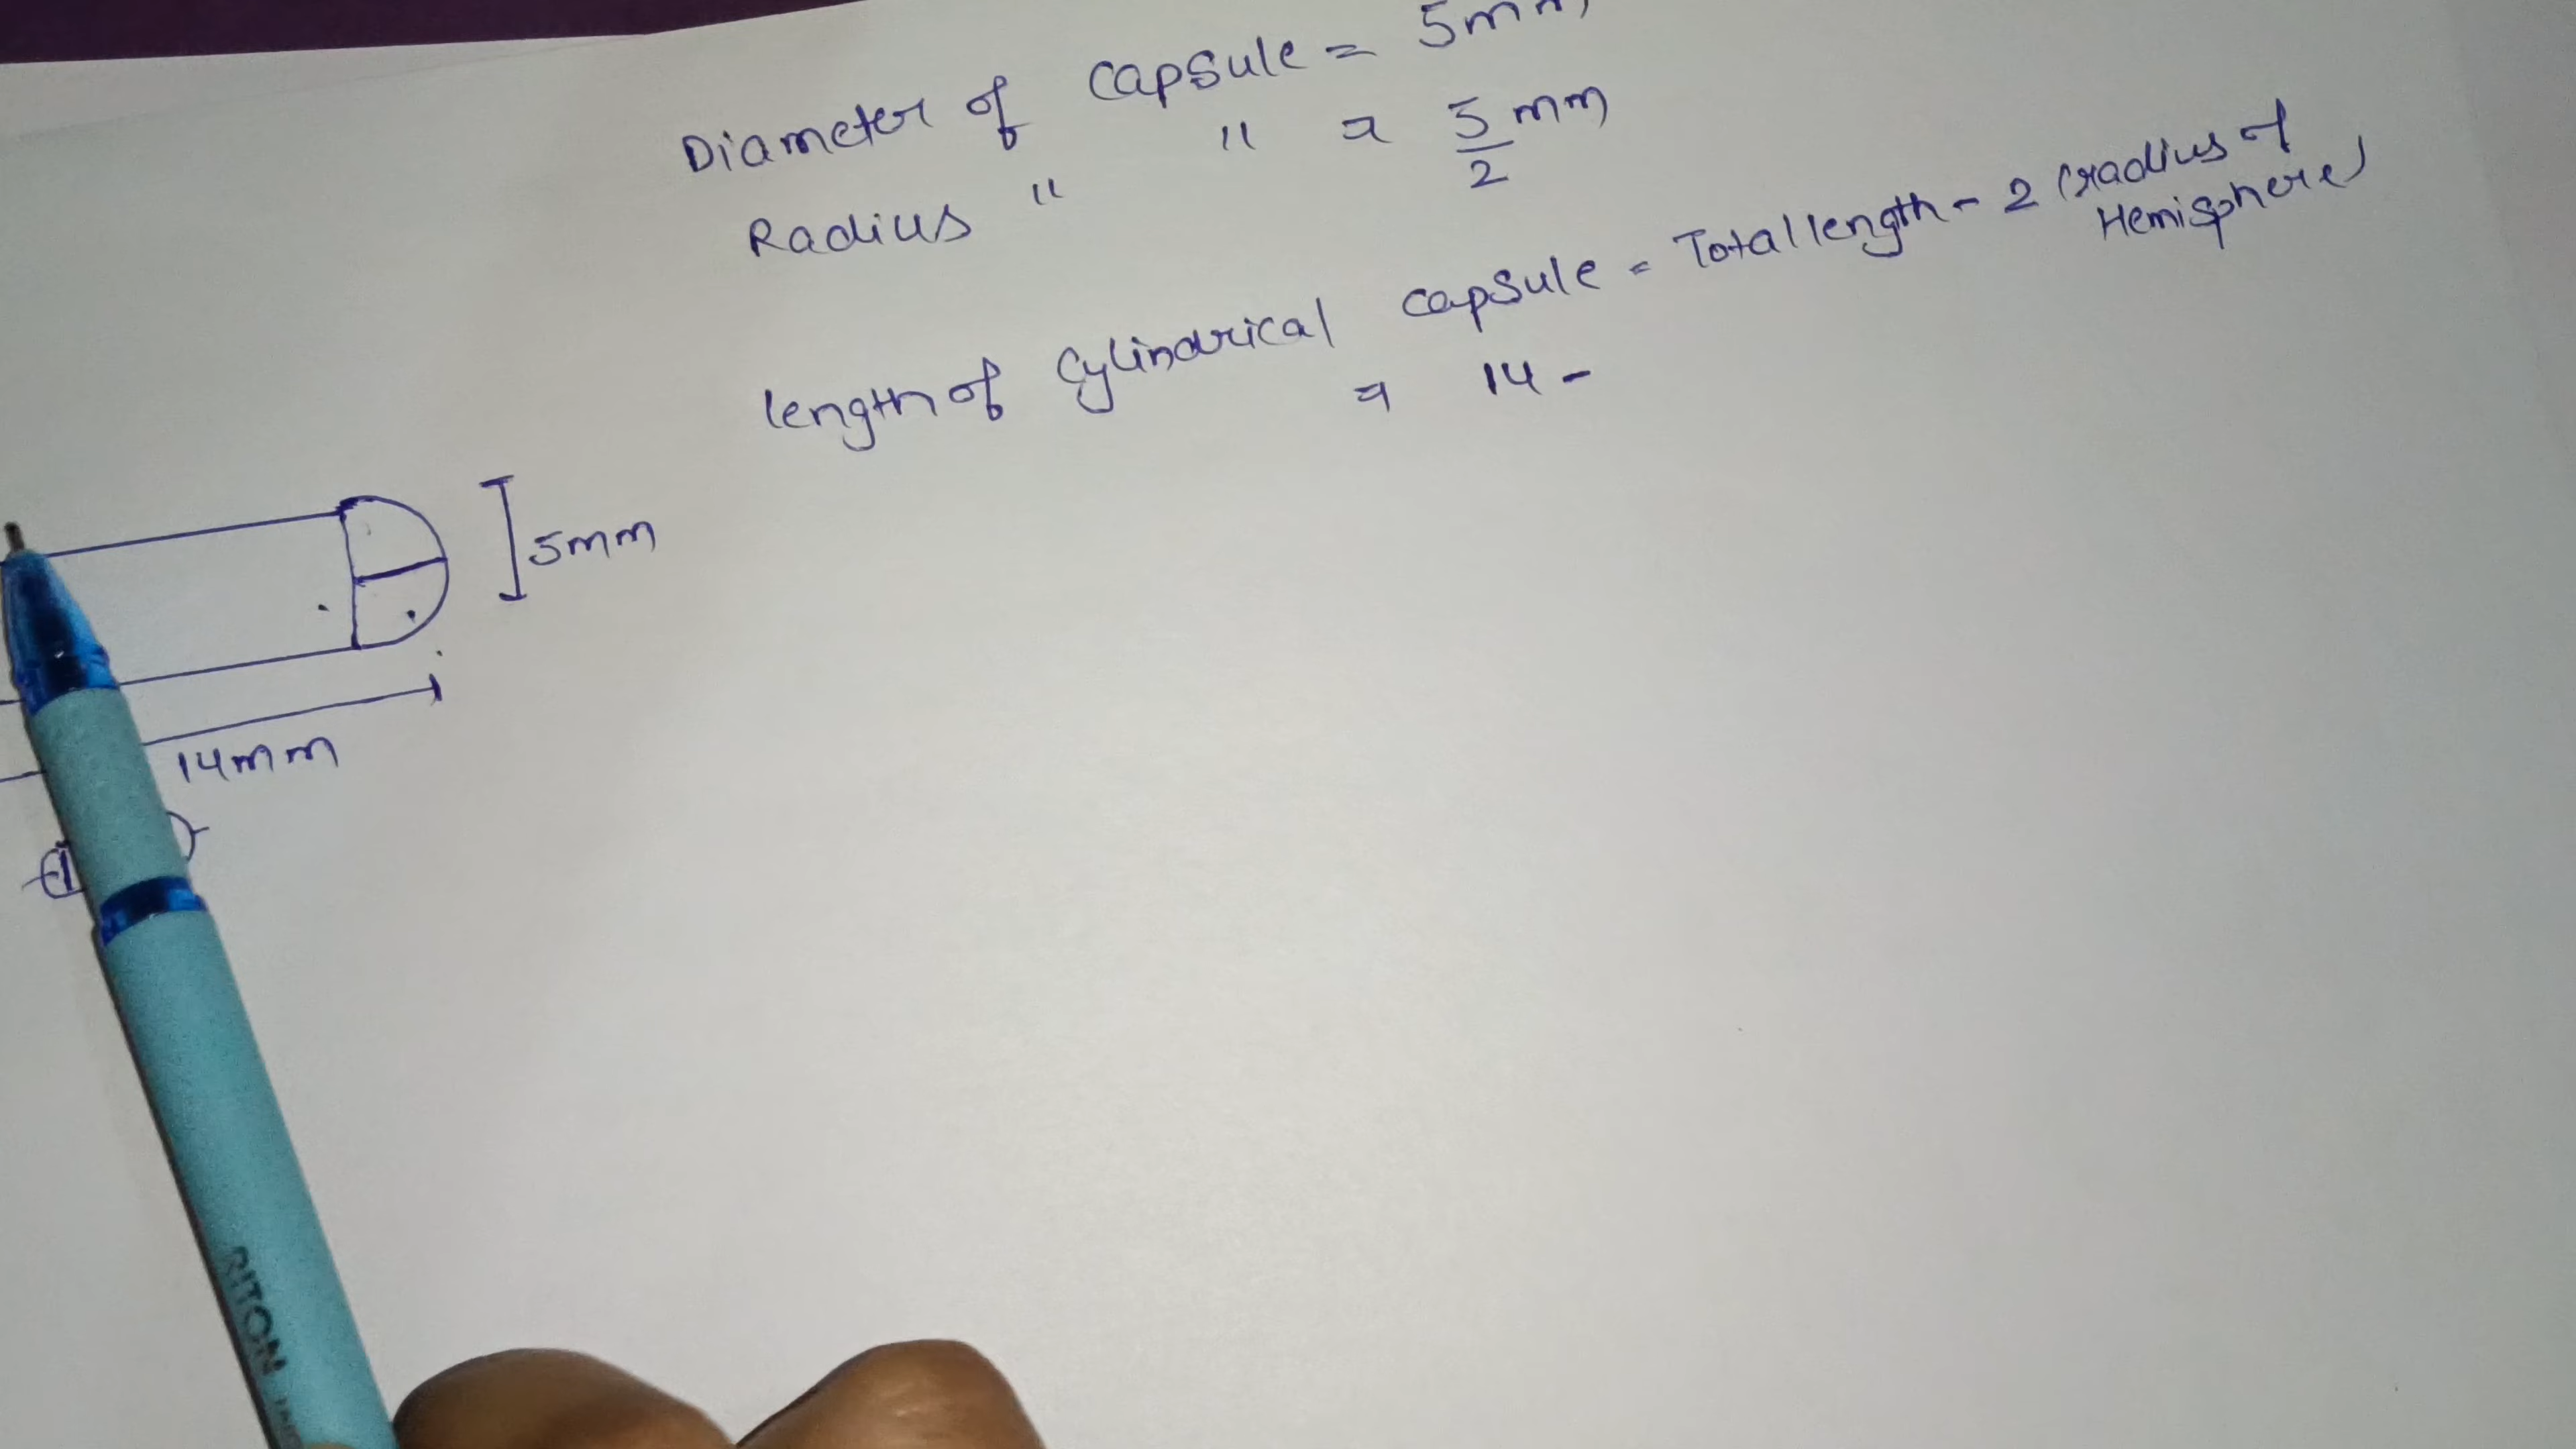 Diameter of capsule = 5mm
Radius " " = 5/2 mm
length of cylindrical capsule = Total length - 2 (radius of Hemisphere)
= 14 -
5mm
14mm
RITON